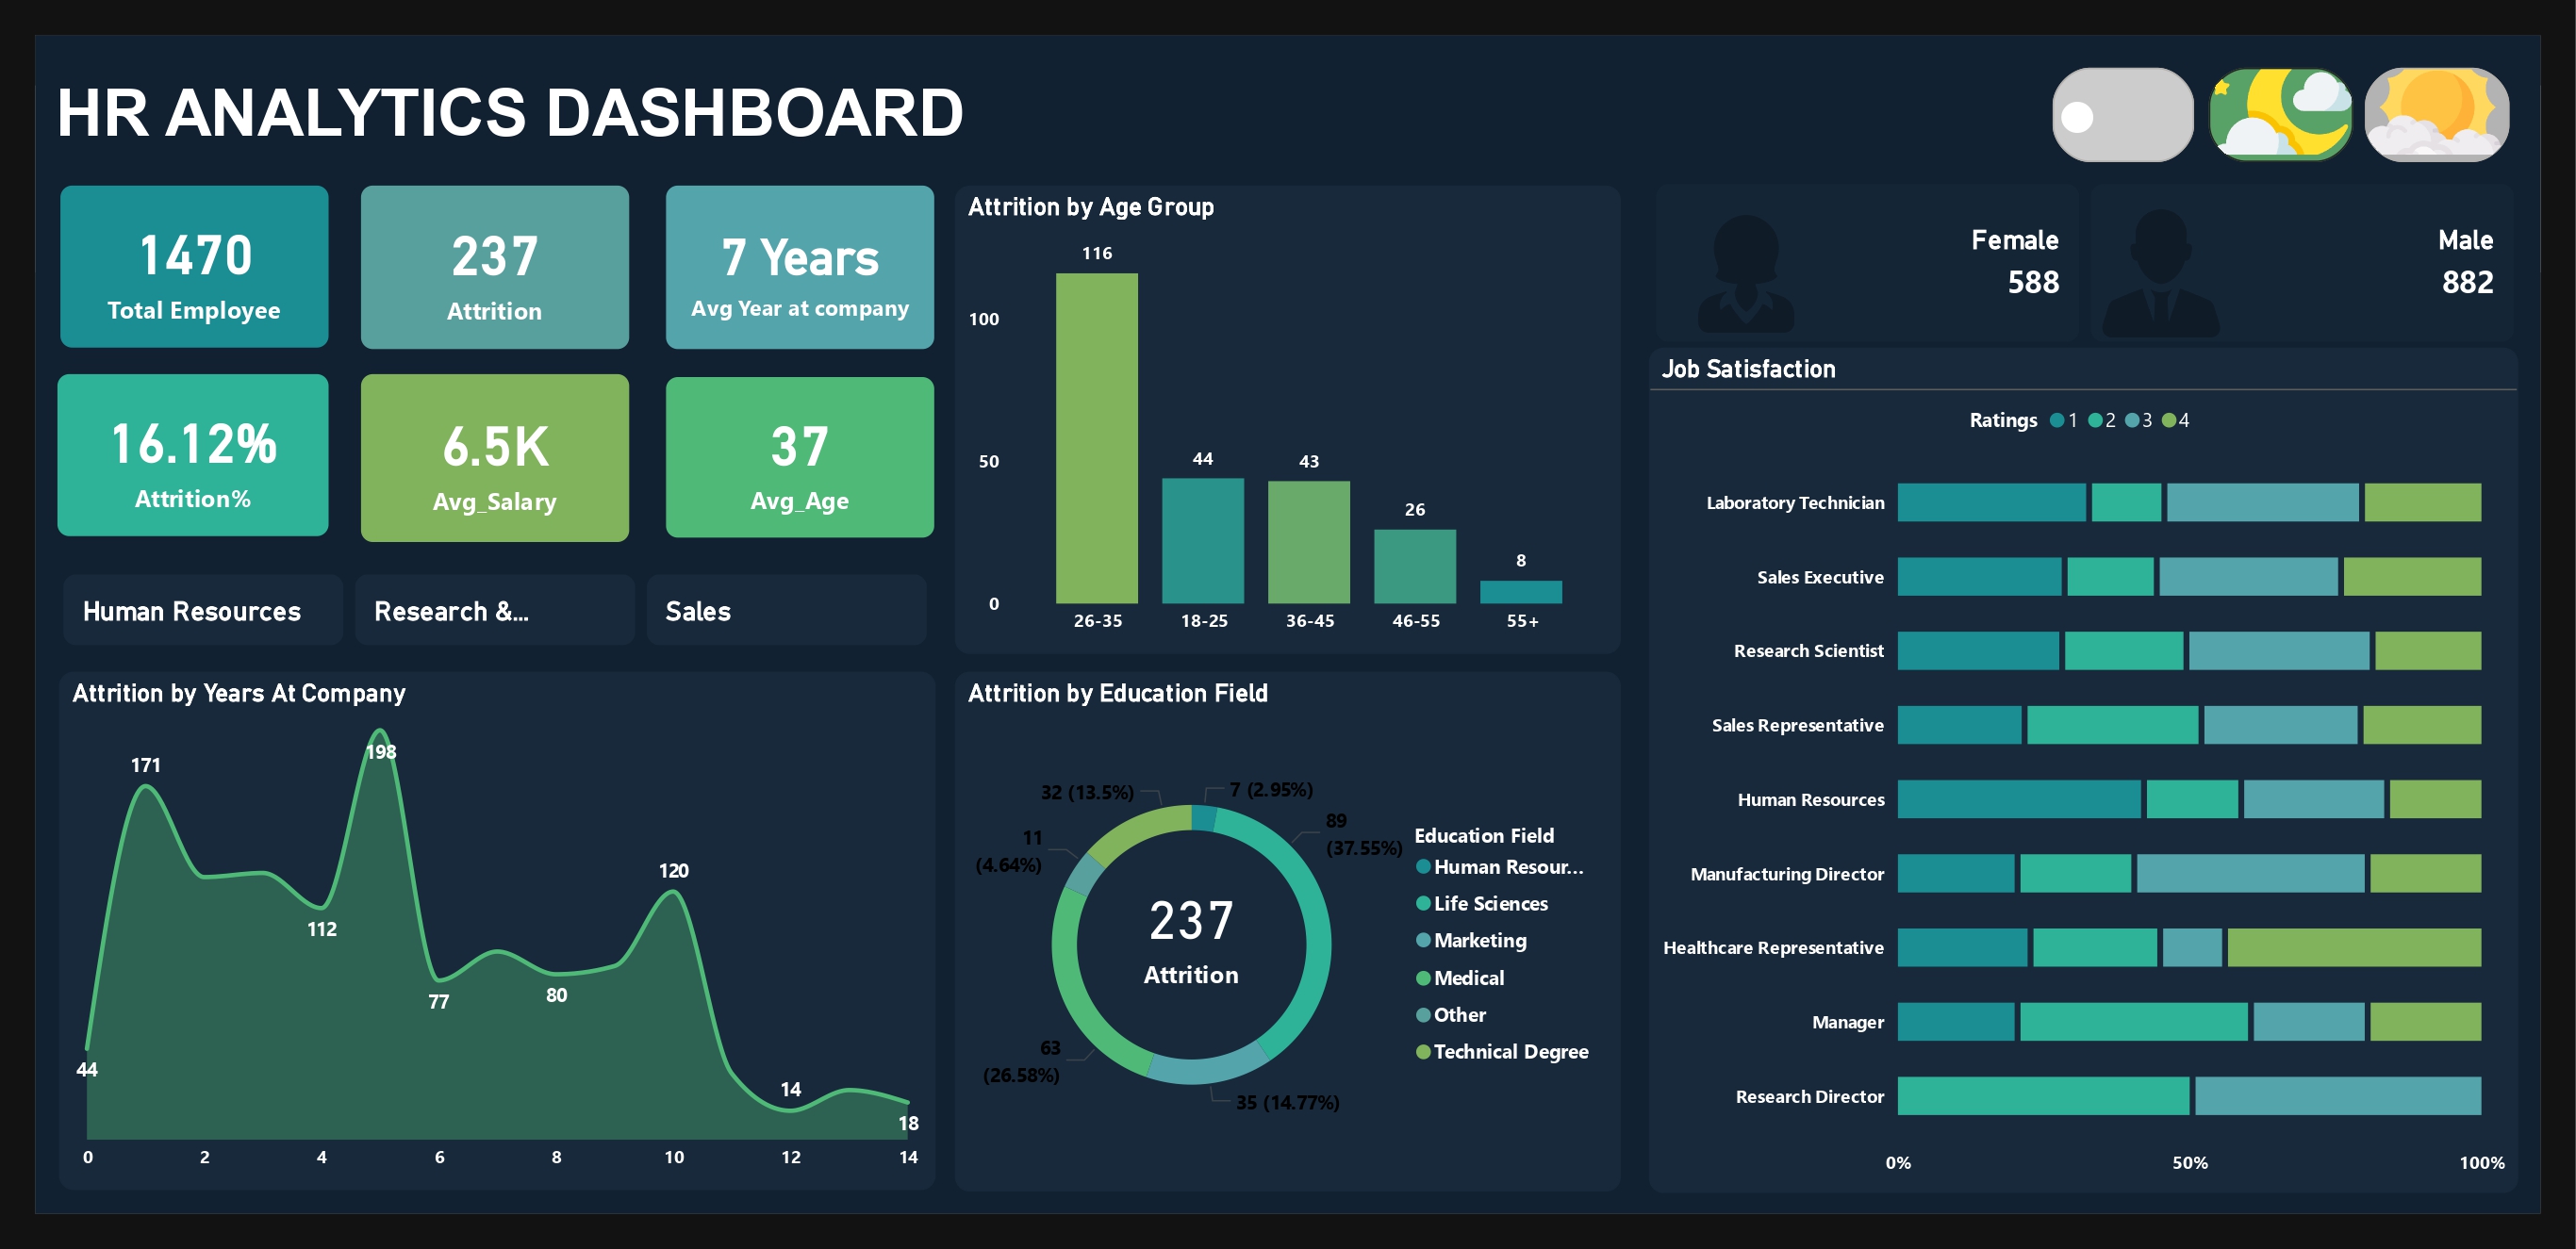 HR ANALYTICS DASHBOARD
1470
Total Employee
237
Attrition
7 Years
Avg Year at company
16.12%
Attrition%
6.5K
Avg_Salary
37
Avg_Age
Human Resources
Research &...
Sales
Attrition by Age Group
116
100
44
43
50
26
8
0
26-35 18-25 36-45 46-55 55+
Female
588
Male
882
Attrition by Years At Company
198
171
120
112
77
80
44
14
18
0 2 4 6 8 10 12 14
Attrition by Education Field
32 (13.5%)
7 (2.95%)
89
(37.55%)
11
(4.64%)
237
Attrition
63
(26.58%)
35 (14.77%)
Education Field
Human Resour...
Life Sciences
Marketing
Medical
Other
Technical Degree
Job Satisfaction
Ratings 1 2 3 4
Laboratory Technician
Sales Executive
Research Scientist
Sales Representative
Human Resources
Manufacturing Director
Healthcare Representative
Manager
Research Director
0% 50% 100%